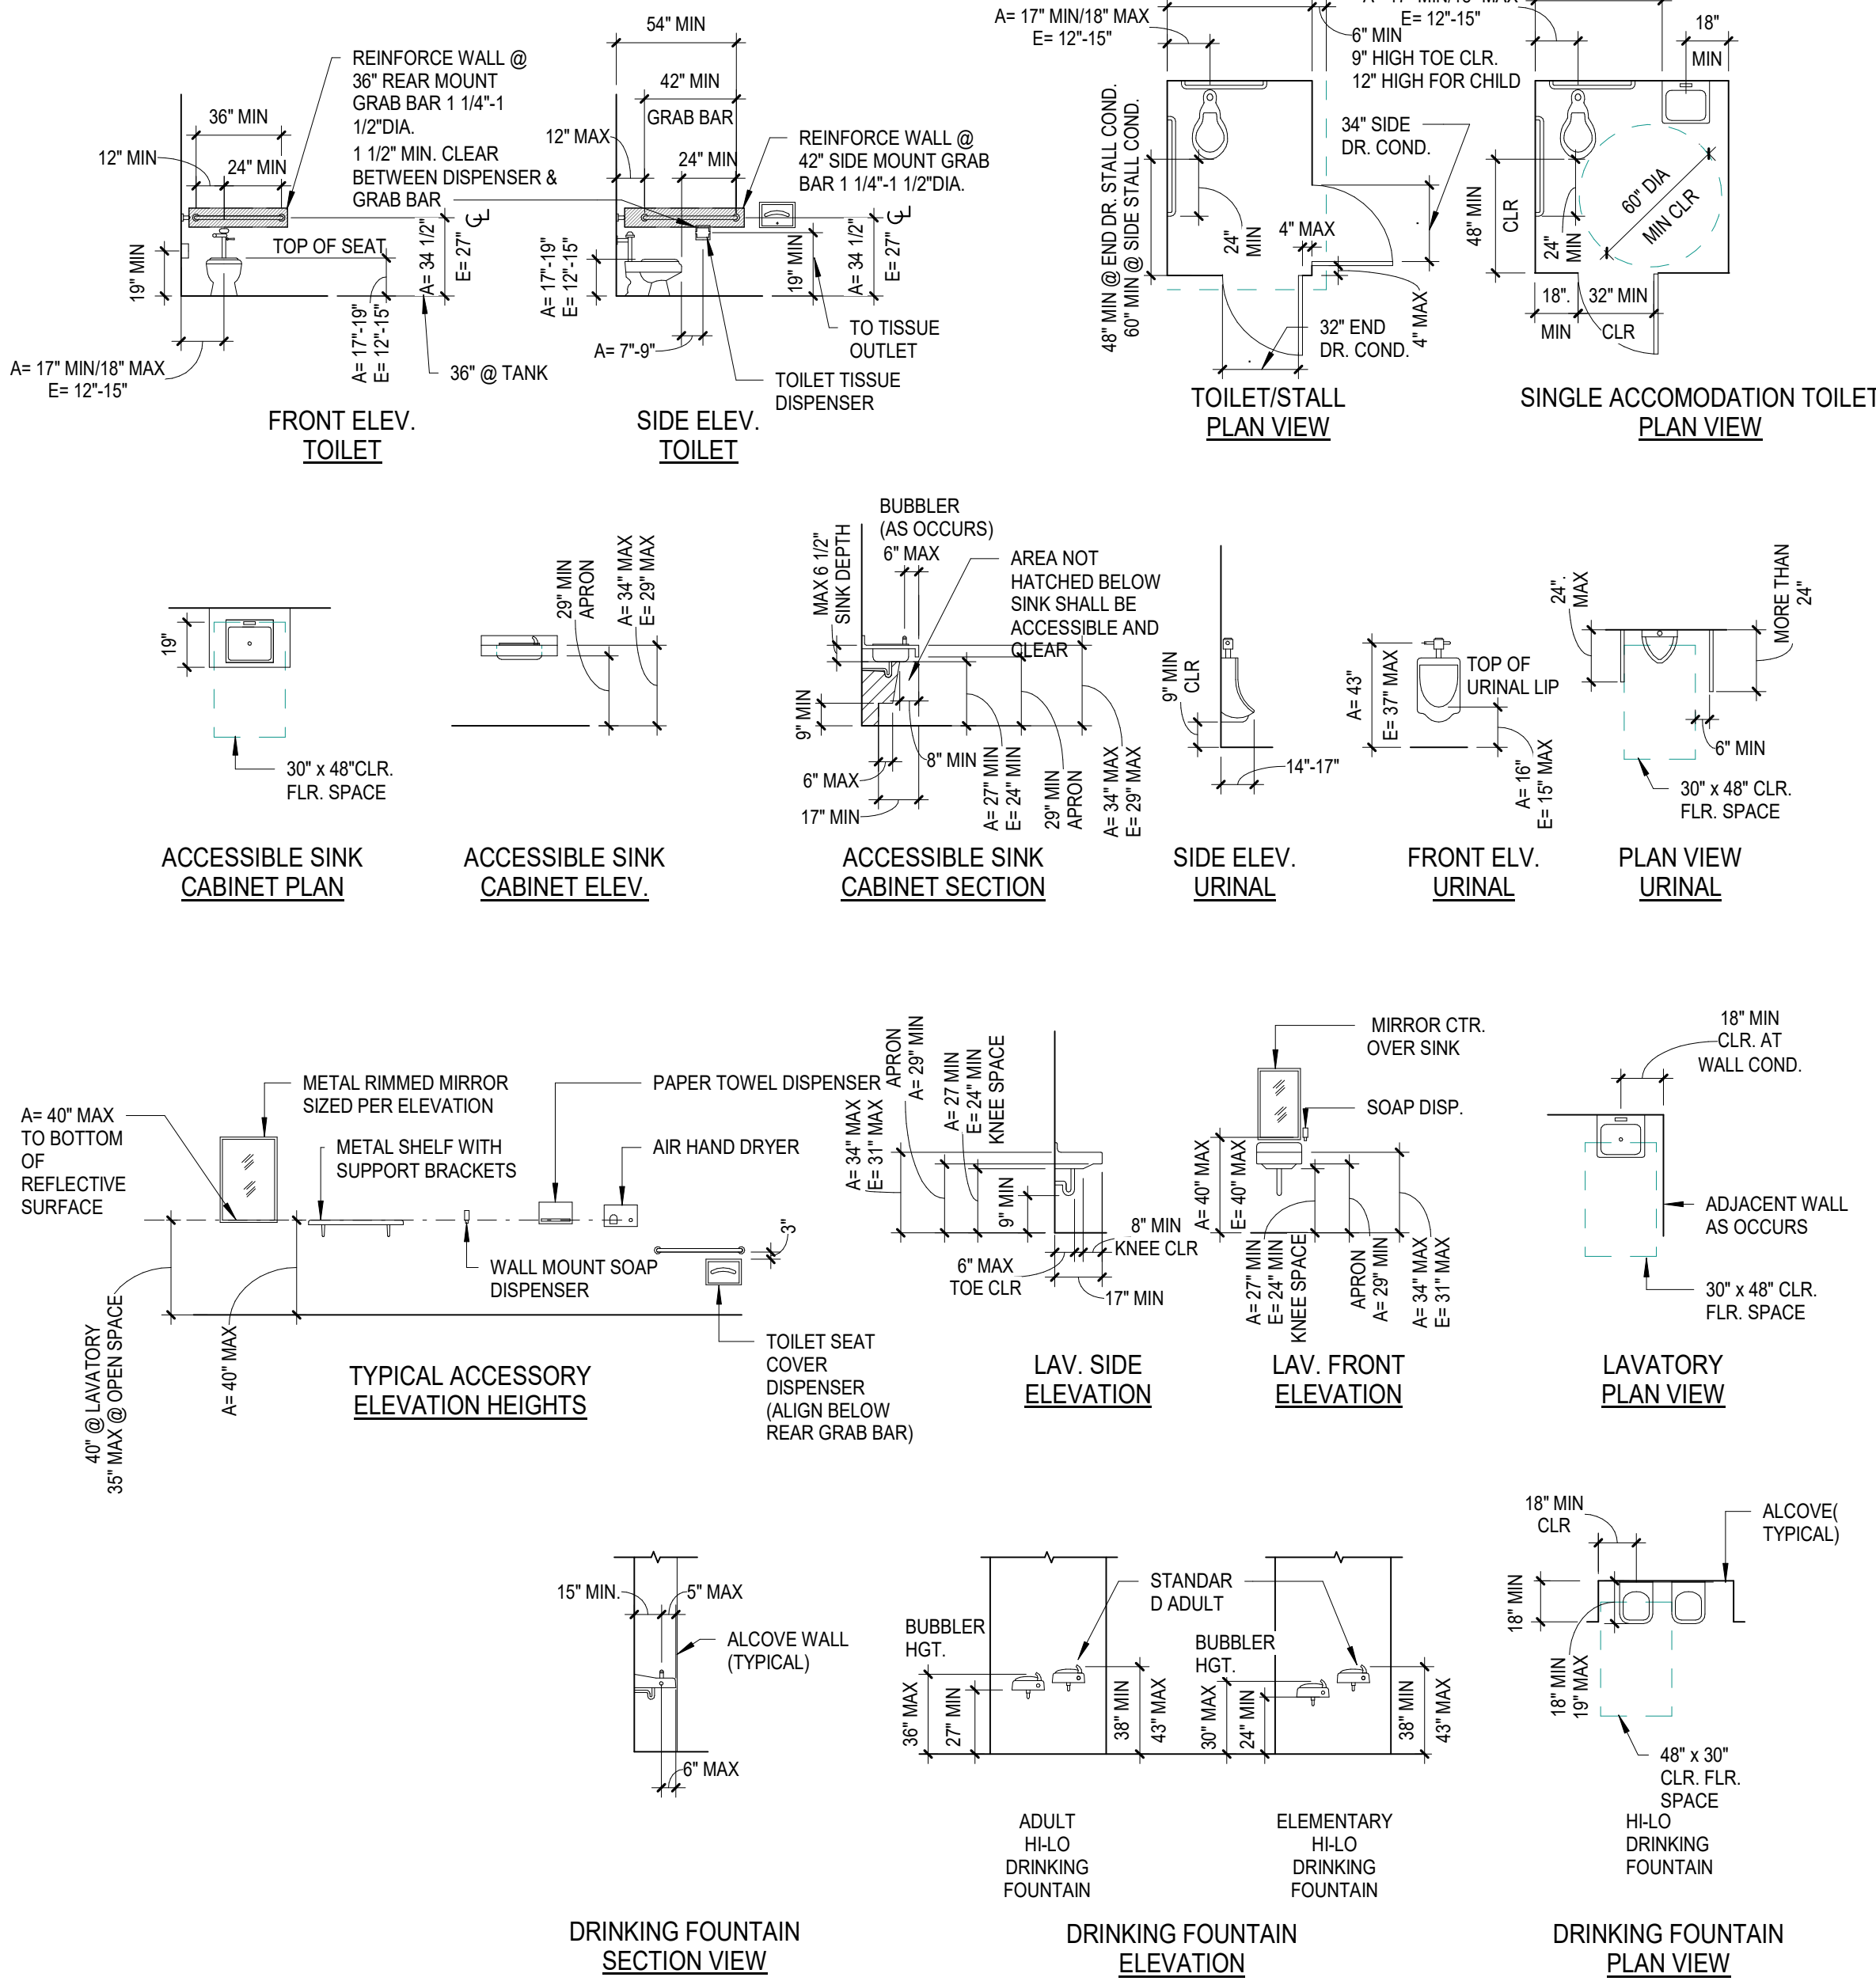 54" MIN
42" MIN
GRAB BAR
12" MAX
24" MIN
REINFORCE WALL @
36" REAR MOUNT
GRAB BAR 1 1/4"-1
1/2"DIA.
1 1/2" MIN. CLEAR
BETWEEN DISPENSER &
GRAB BAR
36" MIN
12" MIN
24" MIN
TOP OF SEAT
19" MIN
A= 17"-19"
E= 12"-15"
A= 34 1/2"
E= 27"
A= 17" MIN/18" MAX
E= 12"-15"
36" @ TANK
FRONT ELEV.
TOILET
REINFORCE WALL @
42" SIDE MOUNT GRAB
BAR 1 1/4"-1 1/2"DIA.
A= 17"-19"
E= 12"-15"
19" MIN
A= 34 1/2"
E= 27"
A= 7"-9"
TO TISSUE
OUTLET
TOILET TISSUE
DISPENSER
SIDE ELEV.
TOILET
A= 17" MIN/18" MAX
E= 12"-15"
6" MIN
9" HIGH TOE CLR.
12" HIGH FOR CHILD
48" MIN @ END DR. STALL COND.
60" MIN @ SIDE STALL COND.
34" SIDE
DR. COND.
24"
MIN
4" MAX
4" MAX
32" END
DR. COND.
TOILET/STALL
PLAN VIEW
E= 12"-15"
18"
MIN
48" MIN
CLR
24"
MIN
60" DIA
MIN CLR
18".
MIN
32" MIN
CLR
SINGLE ACCOMODATION TOILET
PLAN VIEW
19"
30" x 48"CLR.
FLR. SPACE
ACCESSIBLE SINK
CABINET PLAN
29" MIN
APRON
A= 34" MAX
E= 29" MAX
ACCESSIBLE SINK
CABINET ELEV.
BUBBLER
(AS OCCURS)
6" MAX
MAX 6 1/2"
SINK DEPTH
AREA NOT
HATCHED BELOW
SINK SHALL BE
ACCESSIBLE AND
CLEAR
9" MIN
6" MAX
8" MIN
17" MIN
A= 27" MIN
E= 24" MIN
29" MIN
APRON
A= 34" MAX
E= 29" MAX
ACCESSIBLE SINK
CABINET SECTION
9" MIN
CLR
14"-17"
SIDE ELEV.
URINAL
A= 43"
E= 37" MAX
TOP OF
URINAL LIP
A= 16"
E= 15" MAX
FRONT ELV.
URINAL
24".
MAX
MORE THAN
24"
6" MIN
30" x 48" CLR.
FLR. SPACE
PLAN VIEW
URINAL
A= 40" MAX
TO BOTTOM
OF
REFLECTIVE
SURFACE
METAL RIMMED MIRROR
SIZED PER ELEVATION
METAL SHELF WITH
SUPPORT BRACKETS
PAPER TOWEL DISPENSER
AIR HAND DRYER
WALL MOUNT SOAP
DISPENSER
3"
40" @ LAVATORY
35" MAX @ OPEN SPACE
A= 40" MAX
TOILET SEAT
COVER
DISPENSER
(ALIGN BELOW
REAR GRAB BAR)
TYPICAL ACCESSORY
ELEVATION HEIGHTS
A= 34" MAX
E= 31" MAX
APRON
A= 29" MIN
A= 27 MIN
E= 24" MIN
KNEE SPACE
9" MIN
8" MIN
KNEE CLR
6" MAX
TOE CLR
17" MIN
LAV. SIDE
ELEVATION
MIRROR CTR.
OVER SINK
SOAP DISP.
A= 40" MAX
E= 40" MAX
A= 27" MIN
E= 24" MIN
KNEE SPACE
APRON
A= 29" MIN
A= 34" MAX
E= 31" MAX
LAV. FRONT
ELEVATION
18" MIN
CLR. AT
WALL COND.
ADJACENT WALL
AS OCCURS
30" x 48" CLR.
FLR. SPACE
LAVATORY
PLAN VIEW
15" MIN.
5" MAX
ALCOVE WALL
(TYPICAL)
6" MAX
DRINKING FOUNTAIN
SECTION VIEW
BUBBLER
HGT.
STANDAR
D ADULT
36" MAX
27" MIN
38" MIN
43" MAX
ADULT
HI-LO
DRINKING
FOUNTAIN
BUBBLER
HGT.
30" MAX
24" MIN
38" MIN
43" MAX
ELEMENTARY
HI-LO
DRINKING
FOUNTAIN
DRINKING FOUNTAIN
ELEVATION
18" MIN
CLR
ALCOVE(
TYPICAL)
18" MIN
18" MIN
19" MAX
48" x 30"
CLR. FLR.
SPACE
HI-LO
DRINKING
FOUNTAIN
DRINKING FOUNTAIN
PLAN VIEW